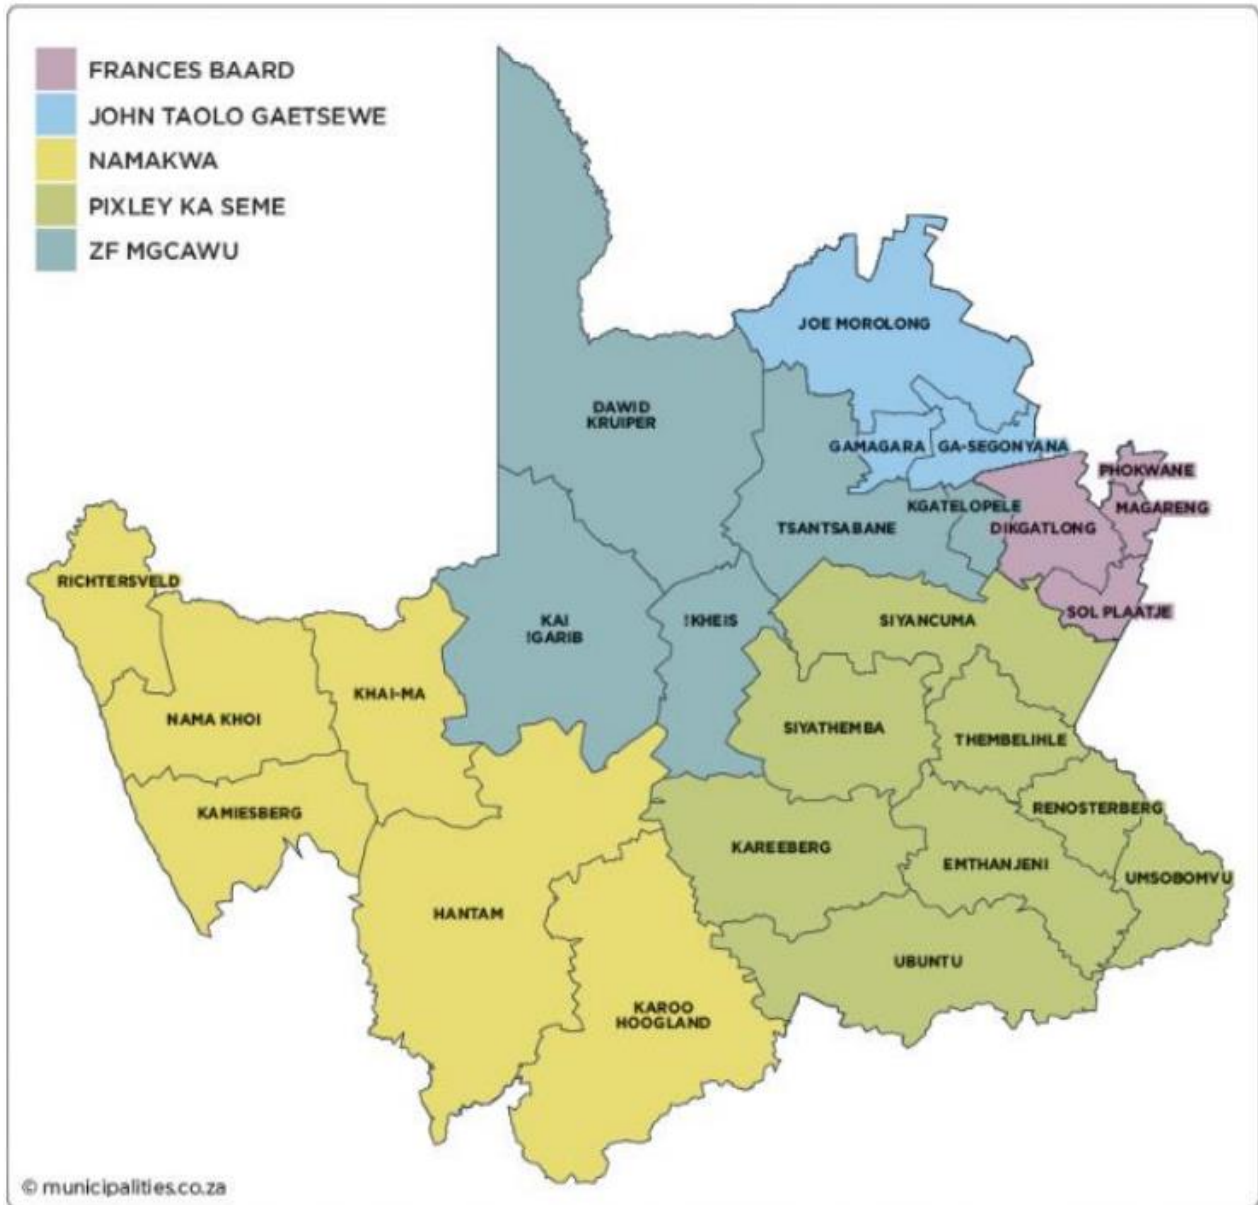 FRANCES BAARD
JOHN TAOLO GAETSEWE
NAMAKWA
PIXLEY KA SEME
ZF MGCAWU
JOE MOROLONG
DAWID
KRUIPER
GAMAGARA
GA-SEGONYANA
PHOKWANE
KGATELOPELE
MAGARENG
TSANTSABANE
DIKGATLONG
RICHTERSVELD
SOL PLAATJE
KAI
!GARIB
!KHEIS
SIYANCUMA
KHAI-MA
NAMA KHOI
SIYATHEMBA
THEMBELIHLE
KAMIESBERG
RENOSTERBERG
KAREEBERG
EMTHANJENI
UMSOBOMVU
HANTAM
UBUNTU
KAROO
HOOGLAND
© municipalities.co.za